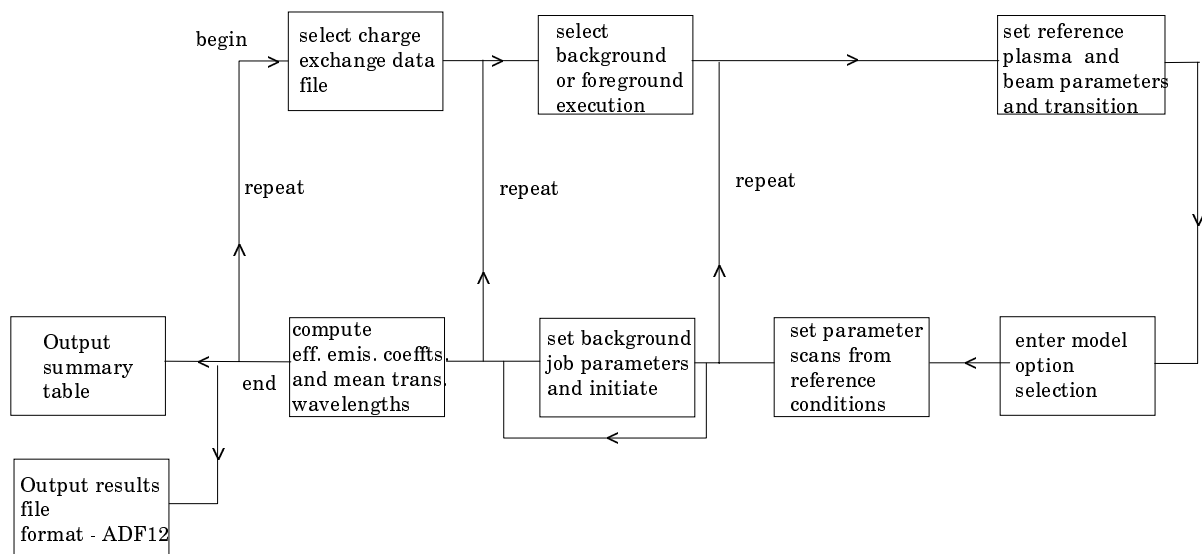 begin
select charge
exchange data
file
select
background
or foreground
execution
set reference
plasma and
beam parameters
and transition
repeat
repeat
repeat
Output
summary
table
end
compute
eff. emis. coeffts.
and mean trans.
wavelengths
set background
job parameters
and initiate
set parameter
scans from
reference
conditions
enter model
option
selection
Output results
file
format - ADF12